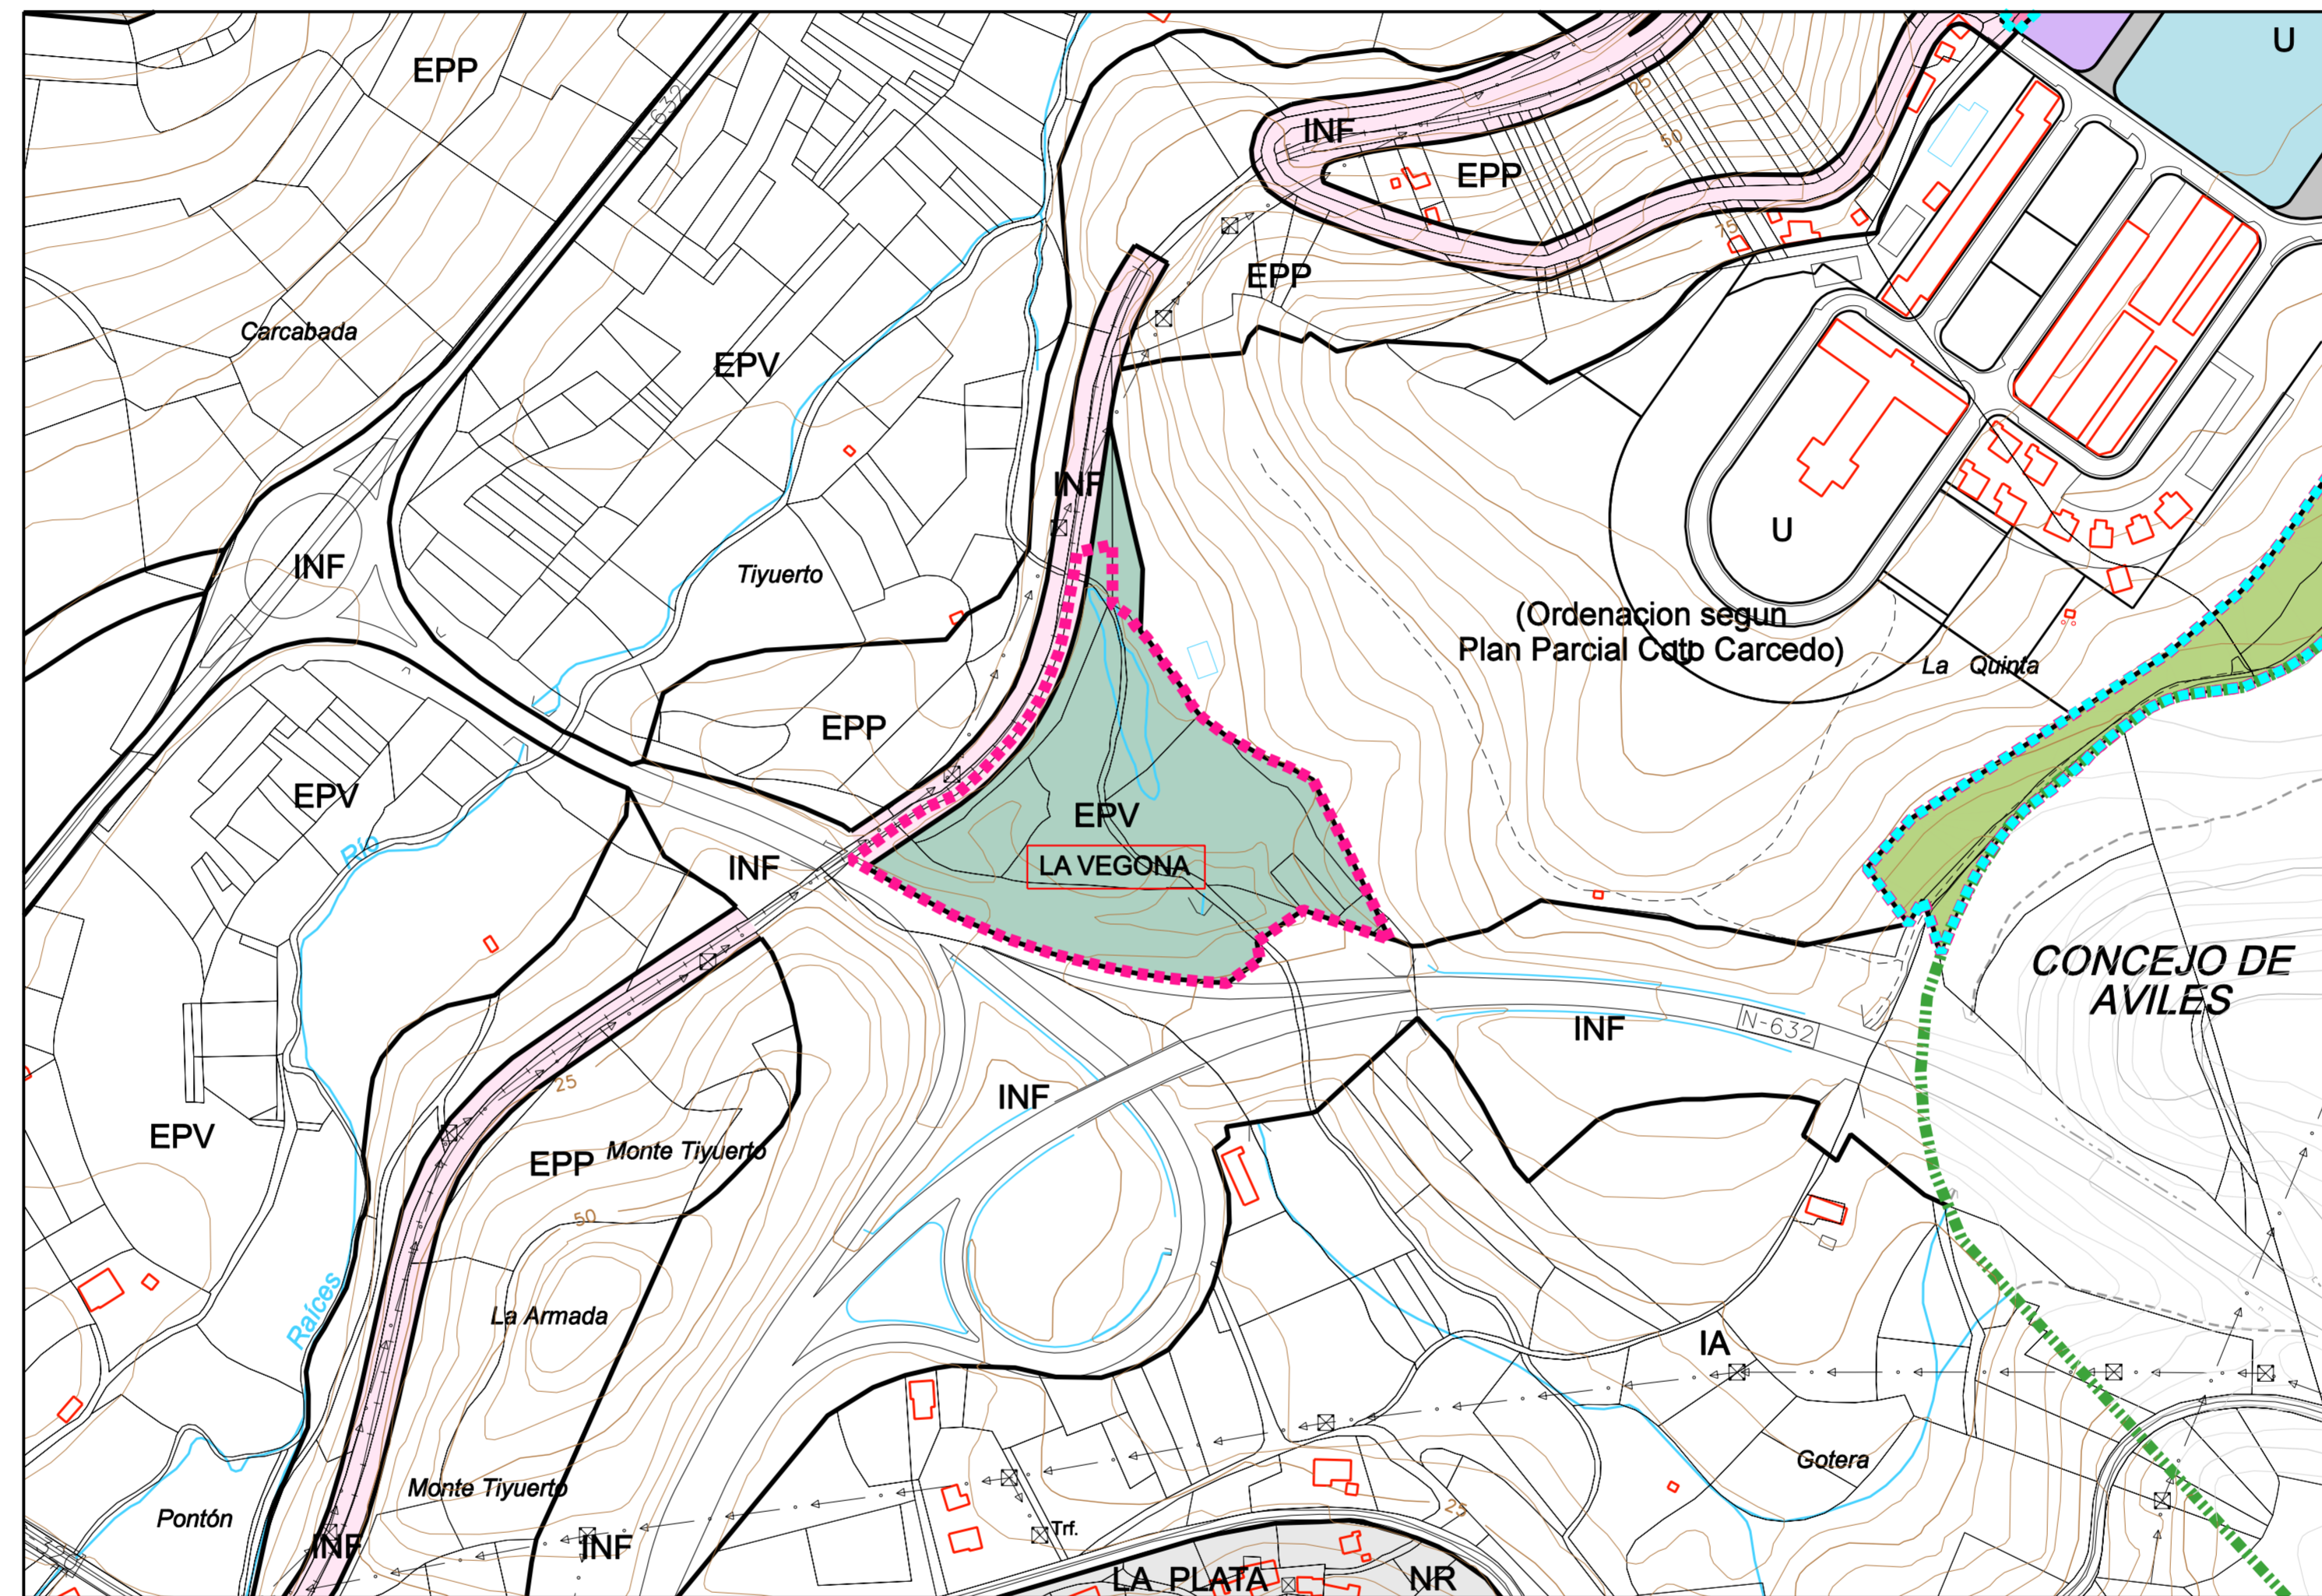 EPP
U
N-632
25
INF
50
EPP
75
EPP
Carcabada
EPV
INF
U
INF
Tiyuerto
(Ordenacion segun
Plan Parcial Coto Carcedo)
U
La Quinta
EPP
EPV
EPV
Río
INF
LA VEGONA
CONCEJO DE
AVILES
N-632
INF
INF
25
EPV
EPP
Monte Tiyuerto
50
Raíces
La Armada
IA
Gotera
Monte Tiyuerto
25
Pontón
Trf.
INF
INF
LA PLATA
NR